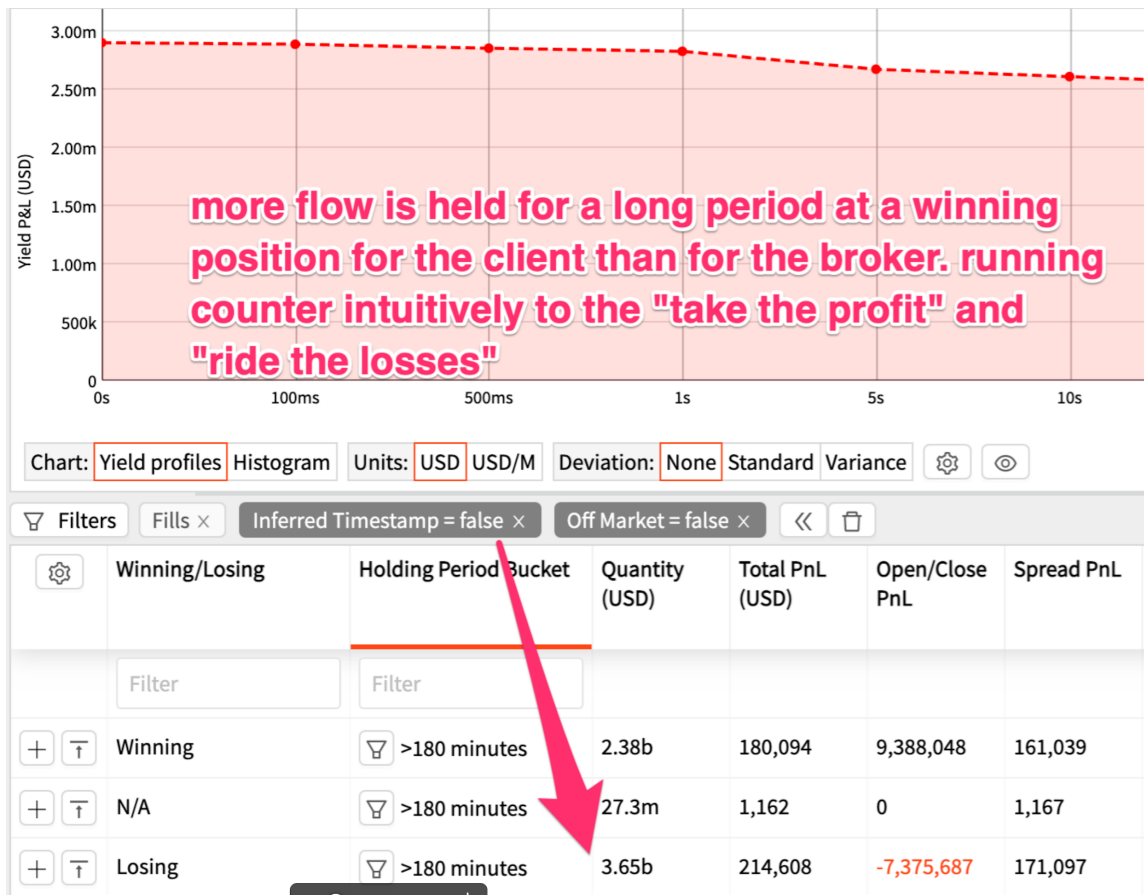 3.00m
2.50m
2.00m
1.50m
1.00m
500k
0
Yield P&L (USD)
more flow is held for a long period at a winning
position for the client than for the broker. running
counter intuitively to the "take the profit" and
"ride the losses"
0s 100ms 500ms 1s 5s 10s
Chart: Yield profiles Histogram Units: USD USD/M Deviation: None Standard Variance
Filters Fills × Inferred Timestamp = false × Off Market = false ×
Winning/Losing Holding Period Bucket Quantity (USD) Total PnL (USD) Open/Close PnL Spread PnL
Filter Filter
Winning >180 minutes 2.38b 180,094 9,388,048 161,039
N/A >180 minutes 27.3m 1,162 0 1,167
Losing >180 minutes 3.65b 214,608 -7,375,687 171,097